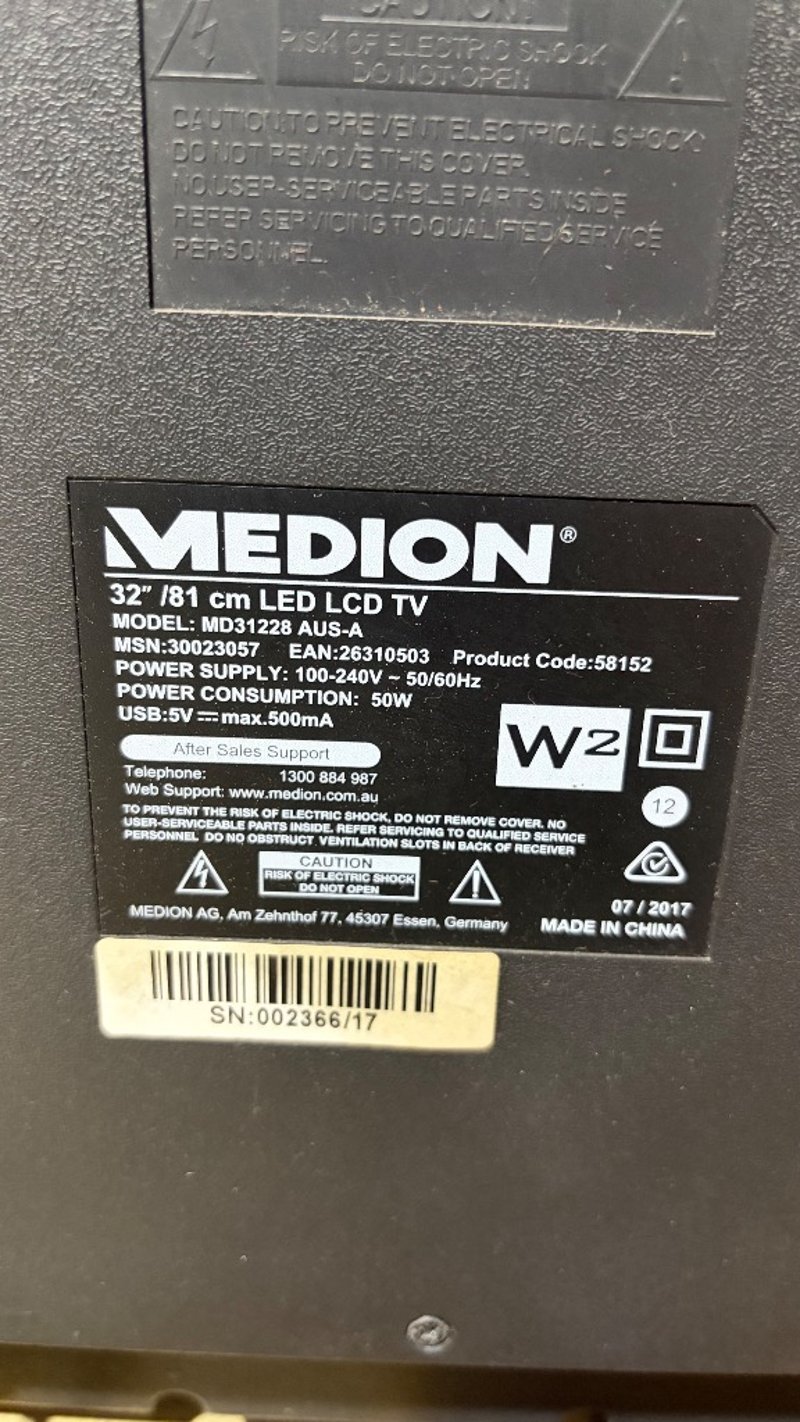 CAUTION!
RISK OF ELECTRIC SHOCK
DO NOT OPEN
CAUTION:TO PREVENT ELECTRICAL SHOCK
DO NOT REMOVE THIS COVER.
NO USER-SERVICEABLE PARTS INSIDE
REFER SERVICING TO QUALIFIED SERVICE
PERSONNEL.
MEDION®
32" /81 cm LED LCD TV
MODEL: MD31228 AUS-A
MSN:30023057 EAN:26310503 Product Code:58152
POWER SUPPLY: 100-240V ~ 50/60Hz
POWER CONSUMPTION: 50W
USB:5V ⎓ max.500mA
W2
After Sales Support
Telephone: 1300 884 987
Web Support: www.medion.com.au
12
TO PREVENT THE RISK OF ELECTRIC SHOCK, DO NOT REMOVE COVER. NO
USER-SERVICEABLE PARTS INSIDE. REFER SERVICING TO QUALIFIED SERVICE
PERSONNEL DO NO OBSTRUCT VENTILATION SLOTS IN BACK OF RECEIVER
CAUTION
RISK OF ELECTRIC SHOCK
DO NOT OPEN
07 / 2017
MEDION AG, Am Zehnthof 77, 45307 Essen, Germany
MADE IN CHINA
SN:002366/17